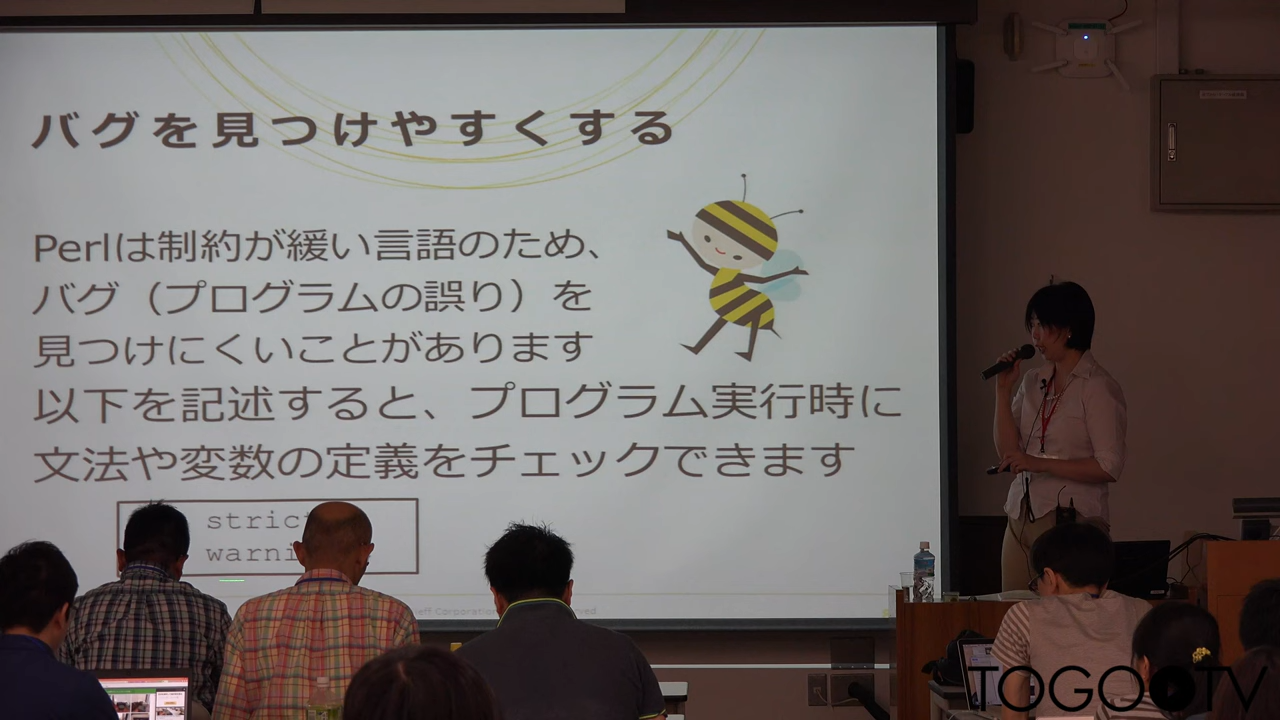 バグを見つけやすくする
Perlは制約が緩い言語のため、
バグ（プログラムの誤り）を
見つけにくいことがあります
以下を記述すると、プログラム実行時に
文法や変数の定義をチェックできます
TOGOTV